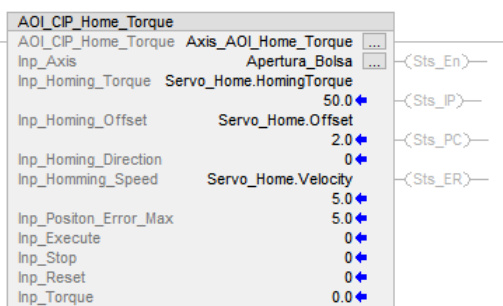 AOI_CIP_Home_Torque
AOI_CIP_Home_Torque Axis_AOI_Home_Torque ...
Inp_Axis Apertura_Bolsa ... (Sts_En)
Inp_Homing_Torque Servo_Home.HomingTorque
50.0 (Sts_IP)
Inp_Homing_Offset Servo_Home.Offset
2.0 (Sts_PC)
Inp_Homing_Direction 0
Inp_Homming_Speed Servo_Home.Velocity (Sts_ER)
5.0
Inp_Positon_Error_Max 5.0
Inp_Execute 0
Inp_Stop 0
Inp_Reset 0
Inp_Torque 0.0